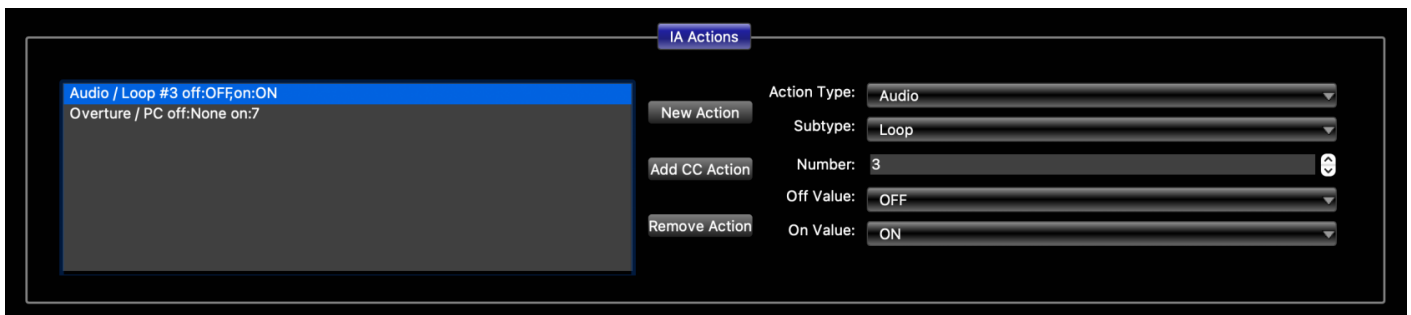 IA Actions
Audio / Loop #3 off:OFF,on:ON
Overture / PC off:None on:7
New Action
Add CC Action
Remove Action
Action Type: Audio
Subtype: Loop
Number: 3
Off Value: OFF
On Value: ON